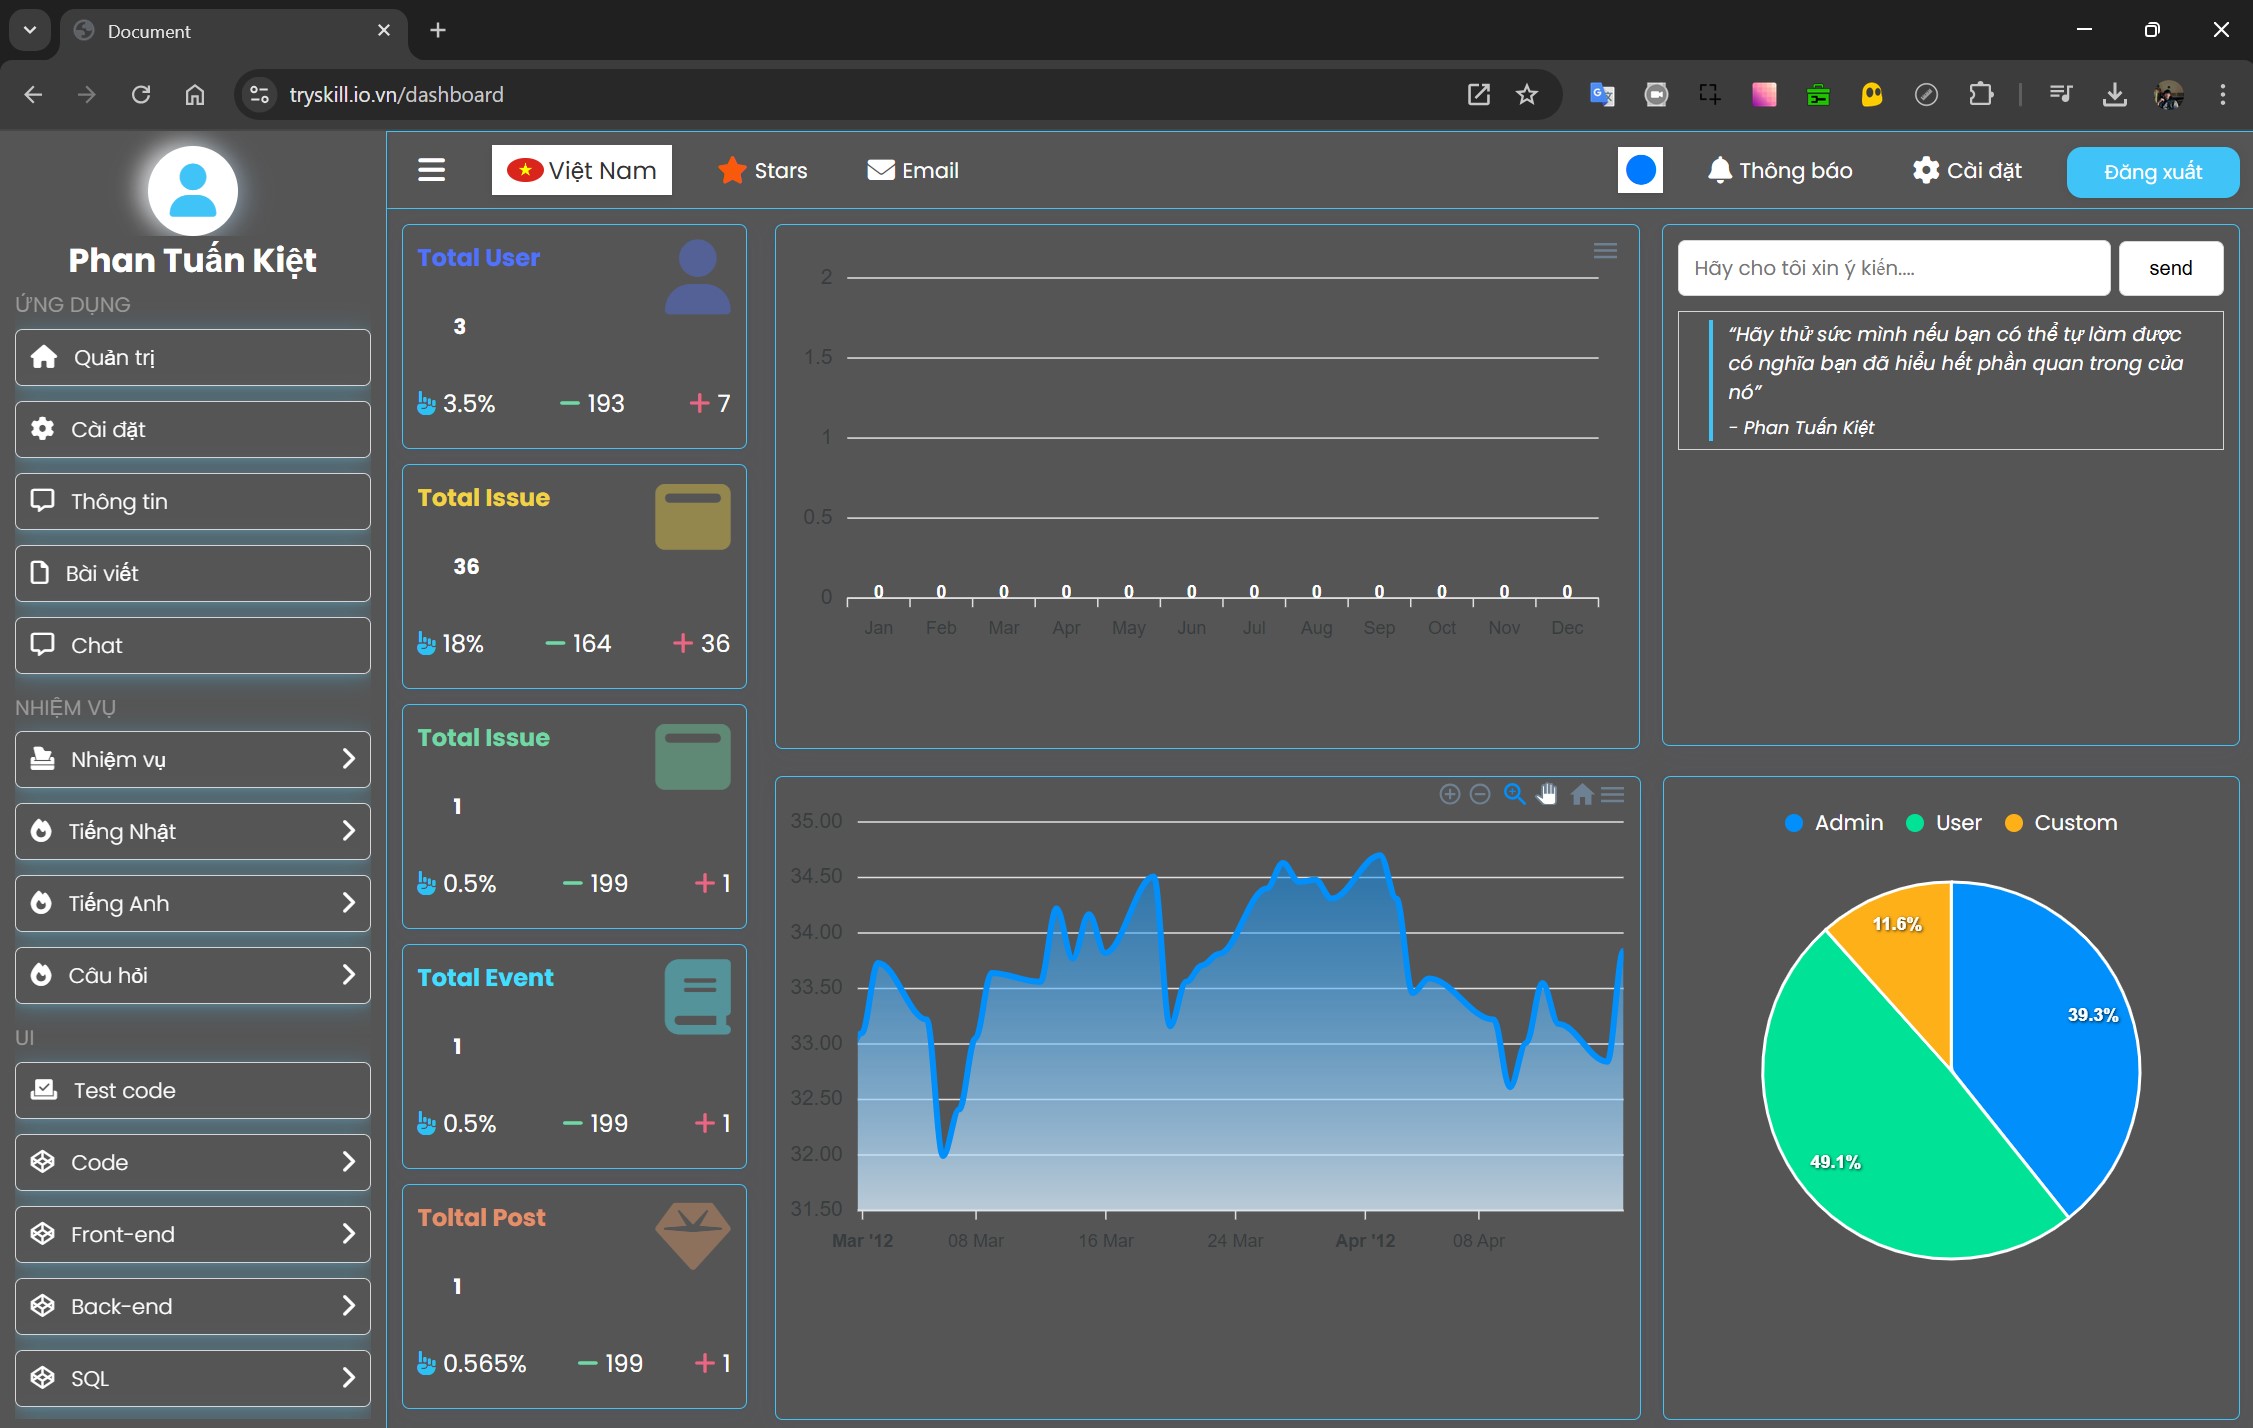 Document
tryskill.io.vn/dashboard
Phan Tuấn Kiệt
ỨNG DỤNG
Quản trị
Cài đặt
Thông tin
Bài viết
Chat
NHIỆM VỤ
Nhiệm vụ
Tiếng Nhật
Tiếng Anh
Câu hỏi
UI
Test code
Code
Front-end
Back-end
SQL
Việt Nam
Stars
Email
Thông báo
Cài đặt
Đăng xuất
Total User
3
3.5% 193 7
Total Issue
36
18% 164 36
Total Issue
1
0.5% 199 1
Total Event
1
0.5% 199 1
Toltal Post
1
0.565% 199 1
2
1.5
1
0.5
0
0 0 0 0 0 0 0 0 0 0 0 0
Jan Feb Mar Apr May Jun Jul Aug Sep Oct Nov Dec
Hãy cho tôi xin ý kiến....
send
“Hãy thử sức mình nếu bạn có thể tự làm được
có nghĩa bạn đã hiểu hết phần quan trong của
nó”
- Phan Tuấn Kiệt
35.00
34.50
34.00
33.50
33.00
32.50
32.00
31.50
Mar '12 08 Mar 16 Mar 24 Mar Apr '12 08 Apr
Admin User Custom
11.6%
39.3%
49.1%